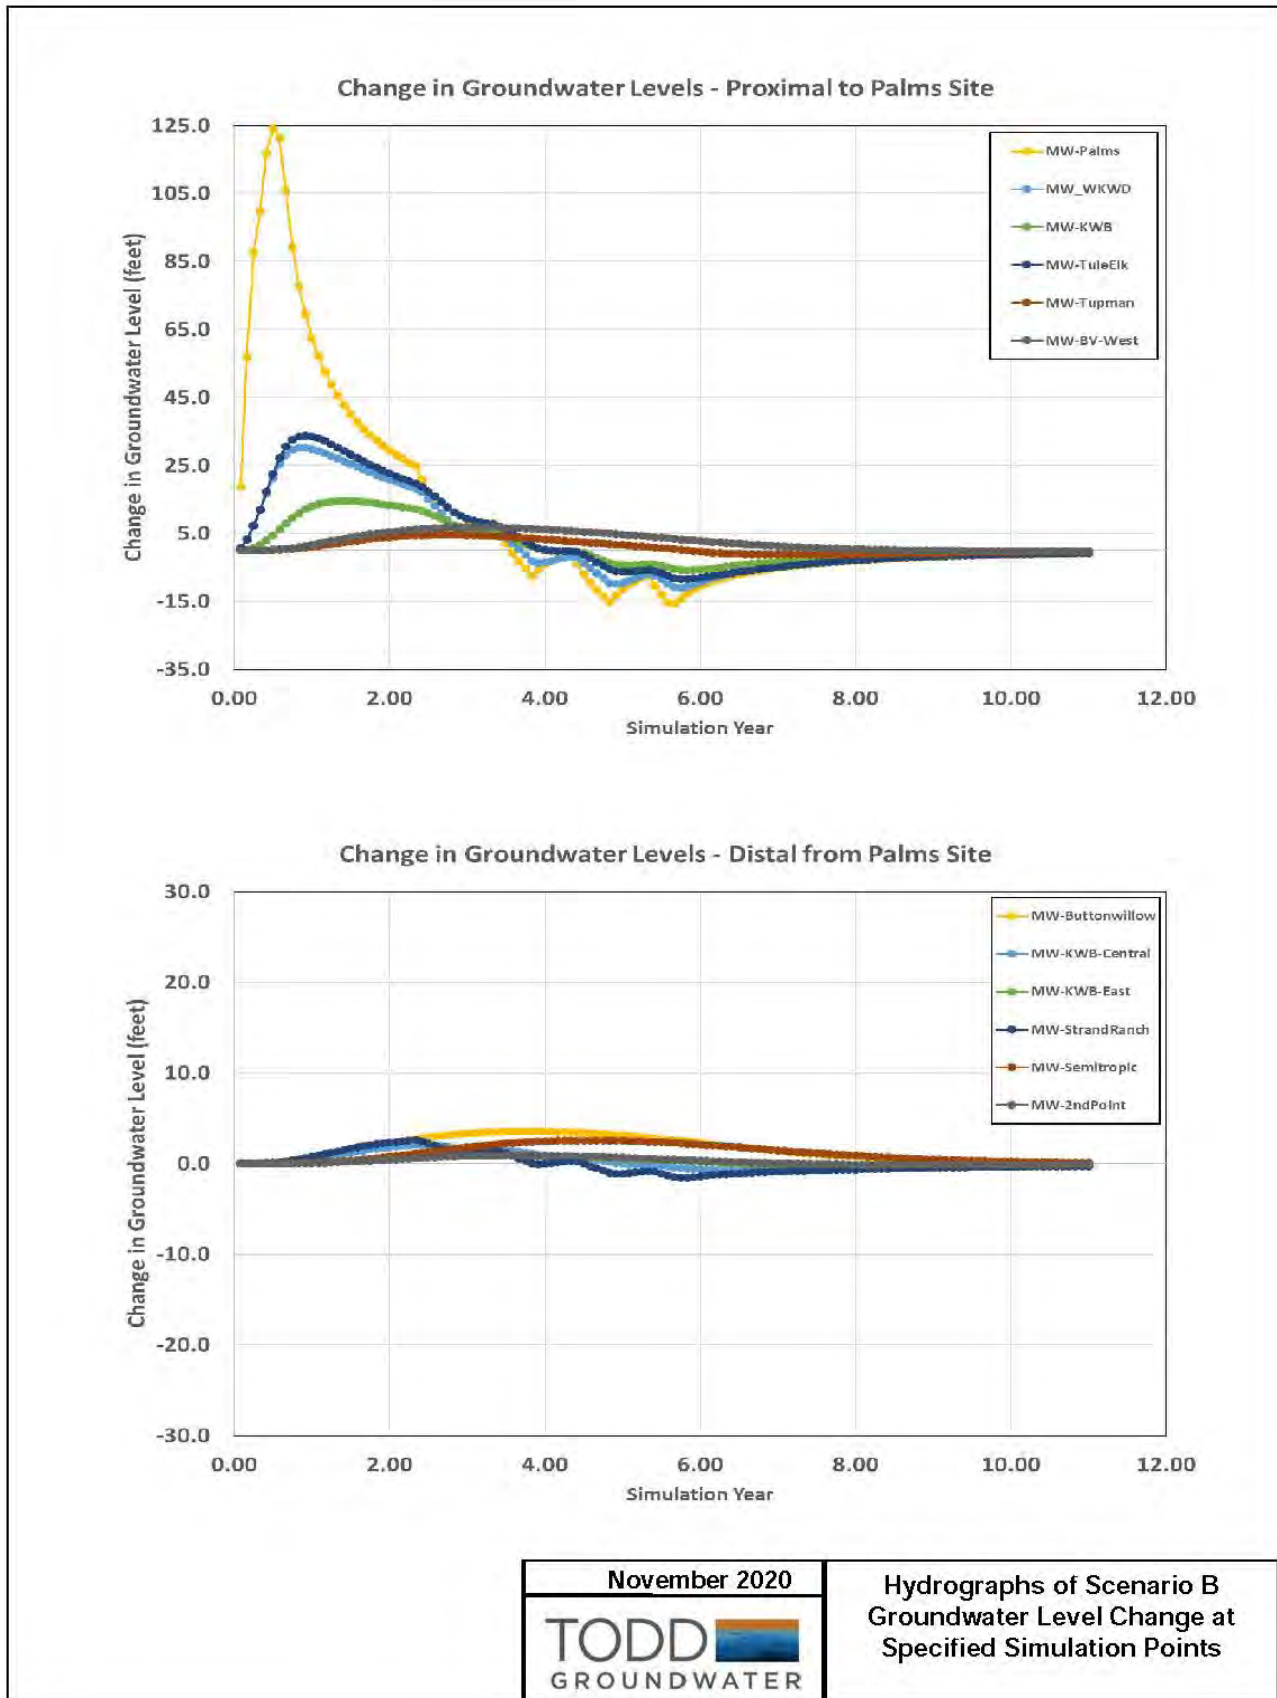 Change in Groundwater Levels - Proximal to Palms Site
125.0
105.0
85.0
65.0
45.0
25.0
5.0
-15.0
-35.0
Change in Groundwater Level (feet)
MW-Palms
MW_WKWD
MW-KWB
MW-TuleElk
MW-Tupman
MW-BV-West
0.00 2.00 4.00 6.00 8.00 10.00 12.00
Simulation Year
Change in Groundwater Levels - Distal from Palms Site
30.0
20.0
10.0
0.0
-10.0
-20.0
-30.0
Change in Groundwater Level (feet)
MW-Buttonwillow
MW-KWB-Central
MW-KWB-East
MW-StrandRanch
MW-Semitropic
MW-2ndPoint
0.00 2.00 4.00 6.00 8.00 10.00 12.00
Simulation Year
November 2020
TODD
GROUNDWATER
Hydrographs of Scenario B
Groundwater Level Change at
Specified Simulation Points